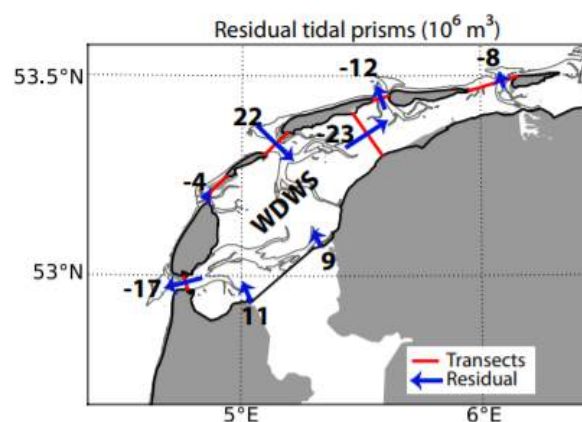 Residual tidal prisms (10⁶ m³)
53.5°N
-12
-8
22
-23
-4
WDWS
53°N
-17
9
11
Transects
Residual
5°E
6°E